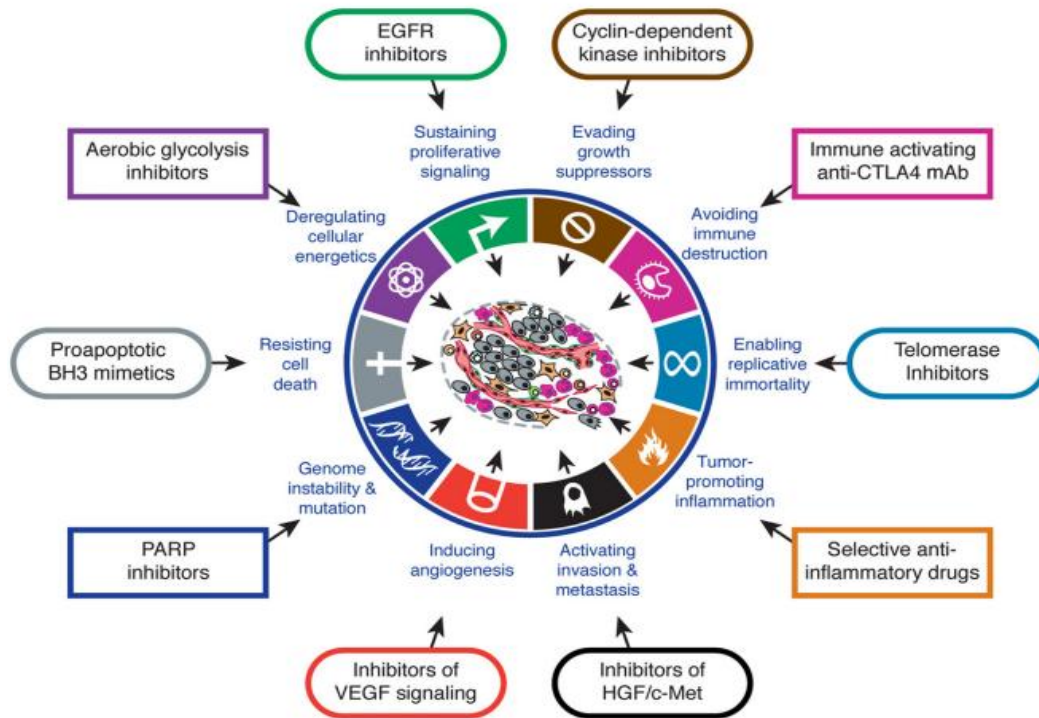 EGFR
inhibitors
Cyclin-dependent
kinase inhibitors
Sustaining
proliferative
signaling
Evading
growth
suppressors
Aerobic glycolysis
inhibitors
Immune activating
anti-CTLA4 mAb
Deregulating
cellular
energetics
Avoiding
immune
destruction
Proapoptotic
BH3 mimetics
Resisting
cell
death
Enabling
replicative
immortality
Telomerase
Inhibitors
Genome
instability &
mutation
Tumor-
promoting
inflammation
PARP
inhibitors
Inducing
angiogenesis
Activating
invasion &
metastasis
Selective anti-
inflammatory drugs
Inhibitors of
VEGF signaling
Inhibitors of
HGF/c-Met